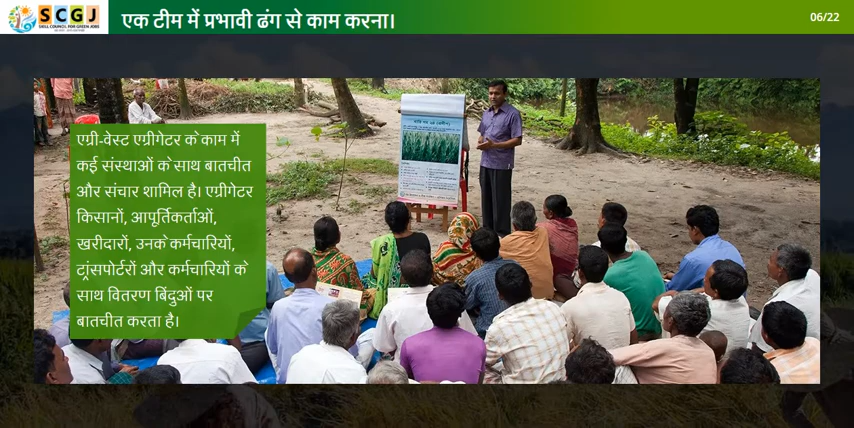 SCGJ
SKILL COUNCIL FOR GREEN JOBS
एक टीम में प्रभावी ढंग से काम करना।
06/22
एग्री-वेस्ट एग्रीगेटर के काम में
कई संस्थाओं के साथ बातचीत
और संचार शामिल है। एग्रीगेटर
किसानों, आपूर्तिकर्ताओं,
खरीदारों, उनके कर्मचारियों,
ट्रांसपोर्टरों और कर्मचारियों के
साथ वितरण बिंदुओं पर
बातचीत करता है।